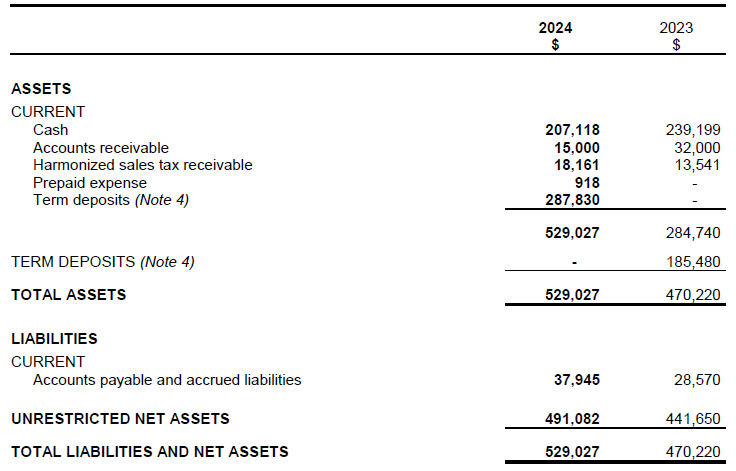 2024 2023
$ $
ASSETS
CURRENT
Cash 207,118 239,199
Accounts receivable 15,000 32,000
Harmonized sales tax receivable 18,161 13,541
Prepaid expense 918 -
Term deposits (Note 4) 287,830 -
529,027 284,740
TERM DEPOSITS (Note 4) - 185,480
TOTAL ASSETS 529,027 470,220
LIABILITIES
CURRENT
Accounts payable and accrued liabilities 37,945 28,570
UNRESTRICTED NET ASSETS 491,082 441,650
TOTAL LIABILITIES AND NET ASSETS 529,027 470,220